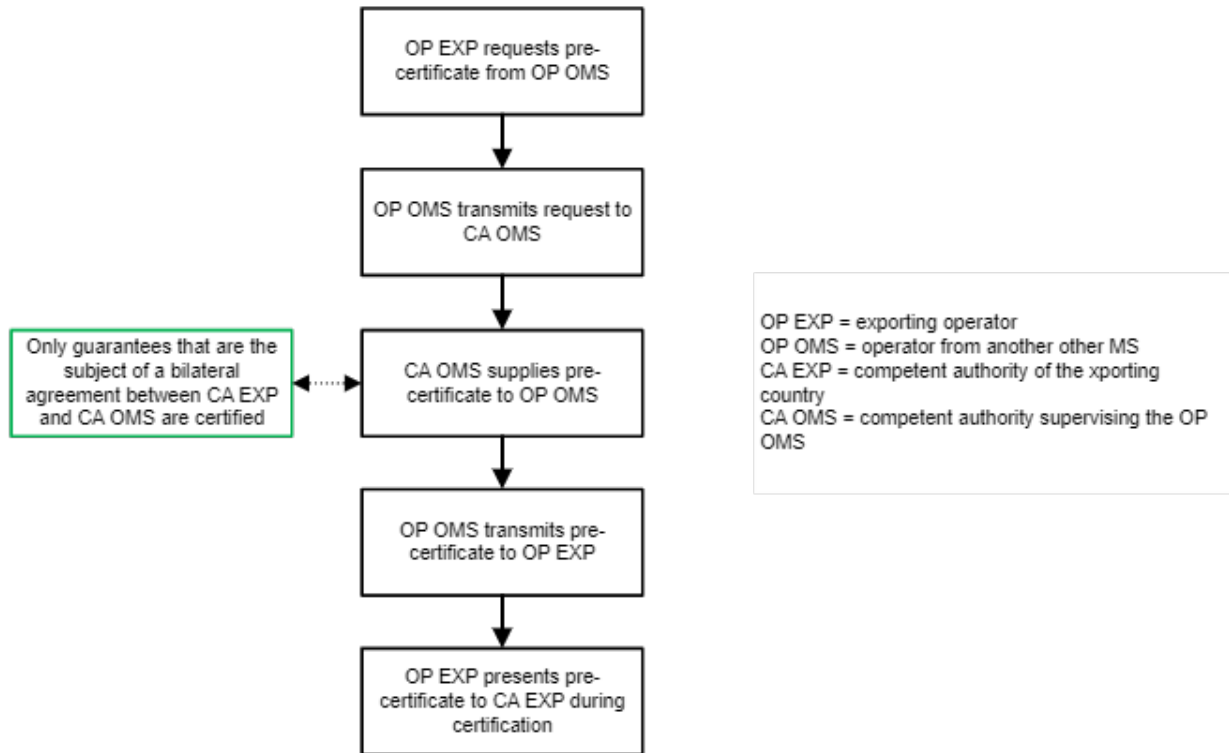 OP EXP requests pre-
certificate from OP OMS
OP OMS transmits request to
CA OMS
Only guarantees that are the
subject of a bilateral
agreement between CA EXP
and CA OMS are certified
CA OMS supplies pre-
certificate to OP OMS
OP EXP = exporting operator
OP OMS = operator from another other MS
CA EXP = competent authority of the xporting
country
CA OMS = competent authority supervising the OP
OMS
OP OMS transmits pre-
certificate to OP EXP
OP EXP presents pre-
certificate to CA EXP during
certification